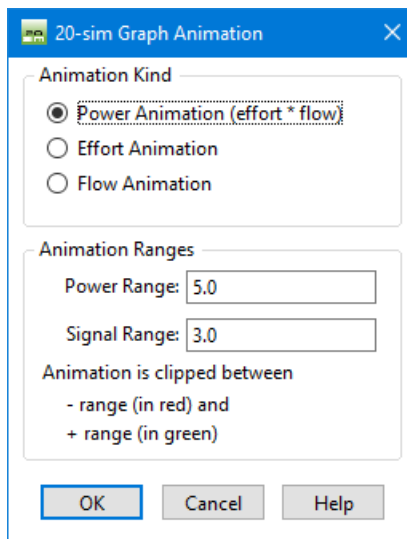 20-sim Graph Animation
Animation Kind
Power Animation (effort * flow)
Effort Animation
Flow Animation
Animation Ranges
Power Range: 5.0
Signal Range: 3.0
Animation is clipped between
- range (in red) and
+ range (in green)
OK Cancel Help